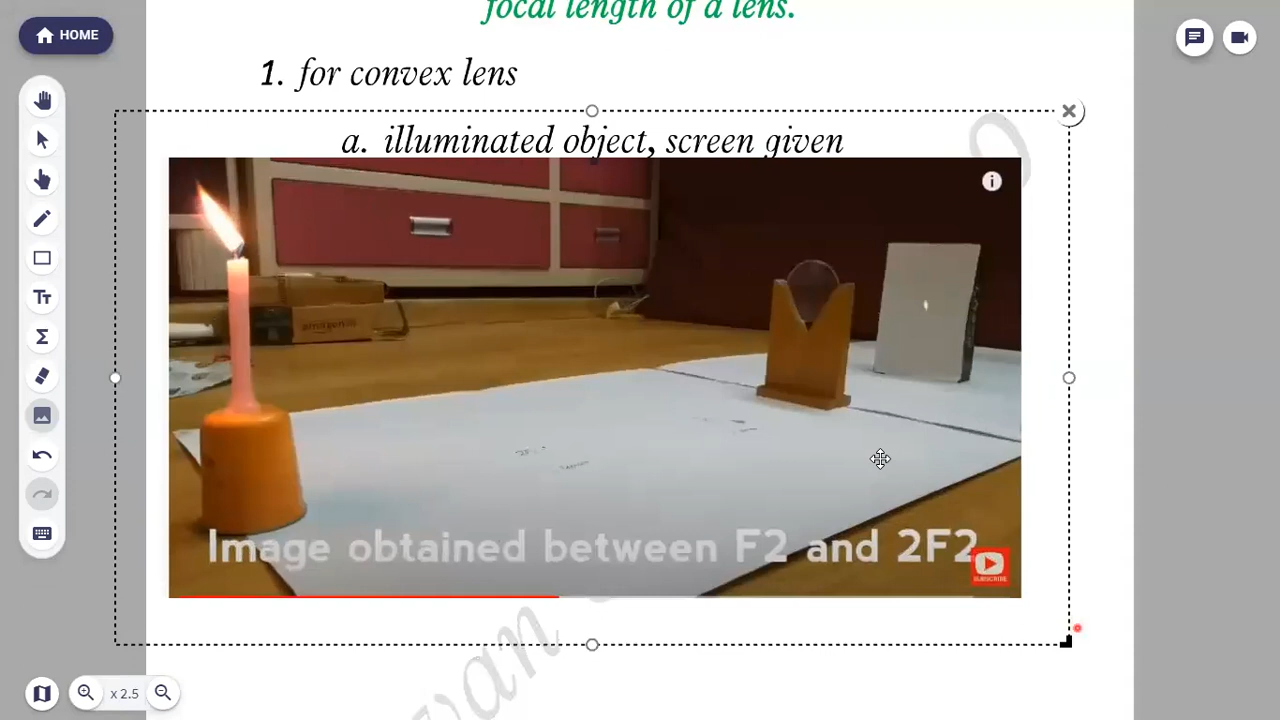 focal length of a lens.
HOME
1. for convex lens
a. illuminated object, screen given
Image obtained between F2 and 2F2
SUBSCRIBE
x 2.5